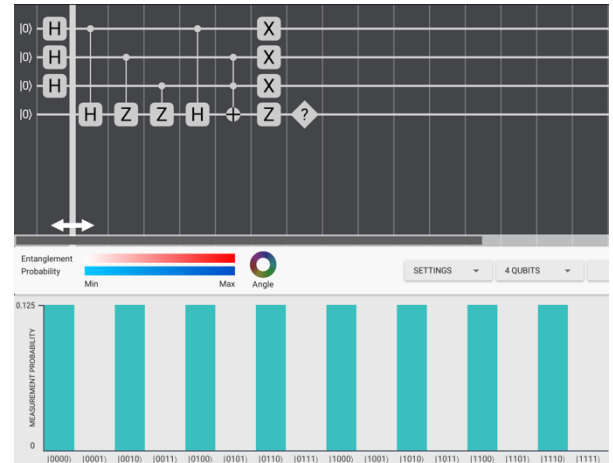 |0⟩ H X
|0⟩ H X
|0⟩ H X
|0⟩ H Z Z H Z ?
Entanglement
Probability
Min Max Angle
SETTINGS 4 QUBITS
0.125
MEASUREMENT PROBABILITY
0
|0000⟩ |0001⟩ |0010⟩ |0011⟩ |0100⟩ |0101⟩ |0110⟩ |0111⟩ |1000⟩ |1001⟩ |1010⟩ |1011⟩ |1100⟩ |1101⟩ |1110⟩ |1111⟩